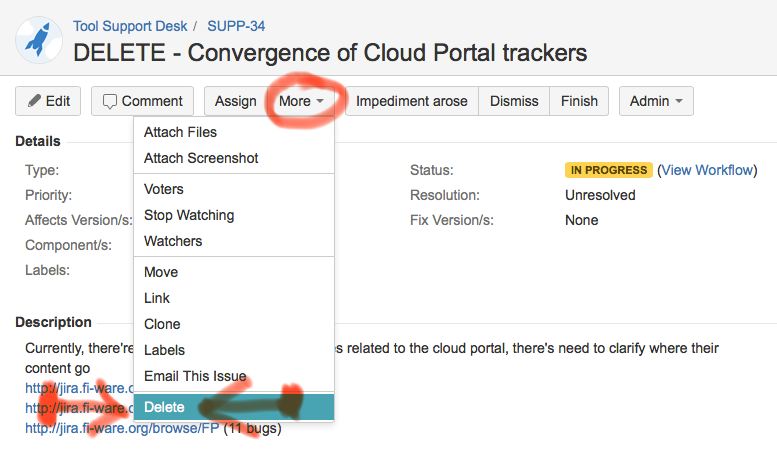 Tool Support Desk / SUPP-34
DELETE - Convergence of Cloud Portal trackers
Edit Comment Assign More Impediment arose Dismiss Finish Admin
Attach Files
Details
Attach Screenshot
Type: Status: IN PROGRESS (View Workflow)
Voters
Priority: Resolution: Unresolved
Stop Watching
Affects Version/s: Fix Version/s: None
Watchers
Component/s:
Labels:
Move
Link
Clone
Description
Labels
Currently, there're related to the cloud portal, there's need to clarify where their
content go
Email This Issue
http://jira.fi-ware.
Delete
http://jira.fi-ware.
http://jira.fi-ware.org/browse/FP (11 bugs)